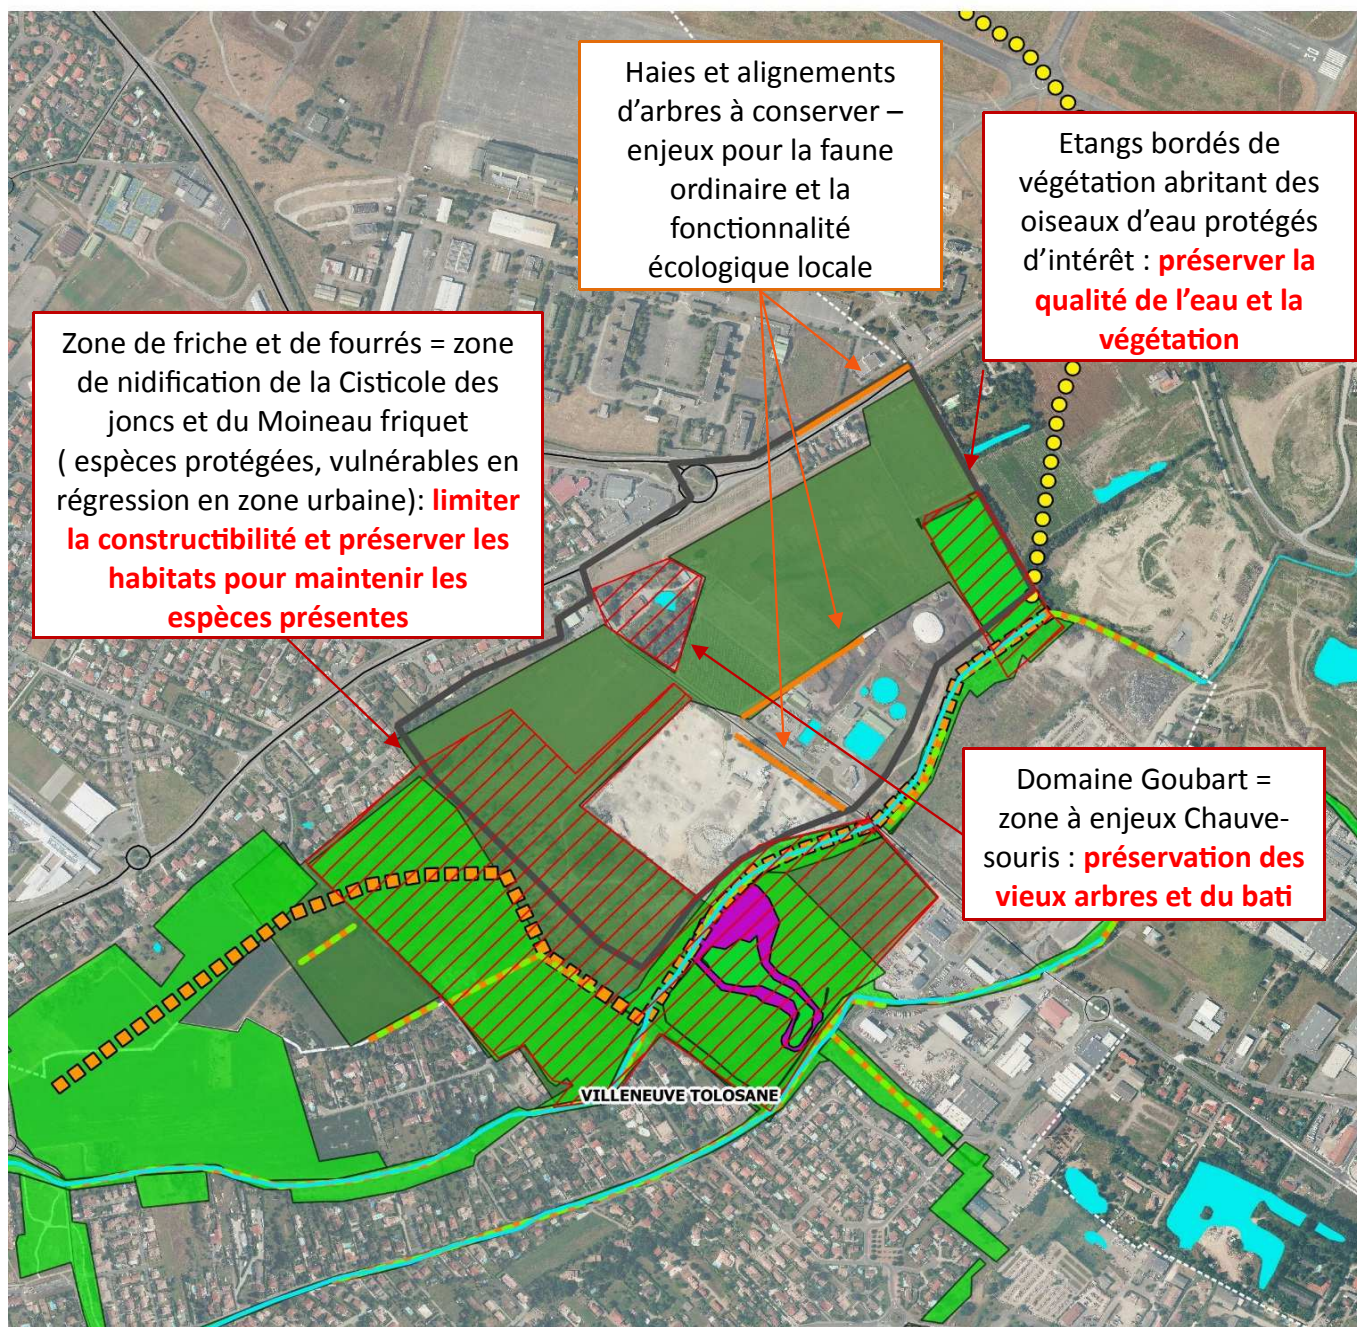 Haies et alignements
d’arbres à conserver –
enjeux pour la faune
ordinaire et la
fonctionnalité
écologique locale
Etangs bordés de
végétation abritant des
oiseaux d’eau protégés
d’intérêt : préserver la
qualité de l’eau et la
végétation
Zone de friche et de fourrés = zone
de nidification de la Cisticole des
joncs et du Moineau friquet
( espèces protégées, vulnérables en
régression en zone urbaine): limiter
la constructibilité et préserver les
habitats pour maintenir les
espèces présentes
Domaine Goubart =
zone à enjeux Chauve-
souris : préservation des
vieux arbres et du bati
VILLENEUVE TOLOSANE
30